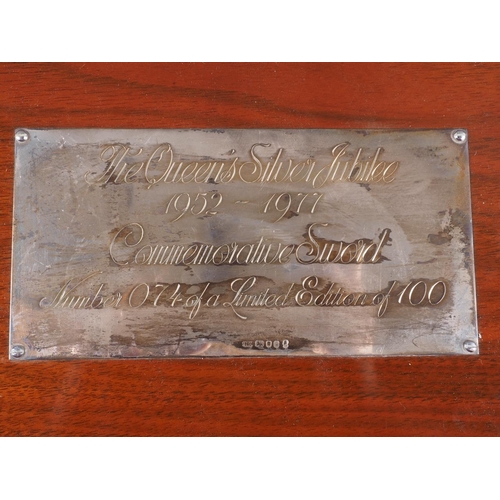 The Queen's Silver Jubilee
1952 - 1977
Commemorative Sword
Number 074 of a Limited Edition of 100